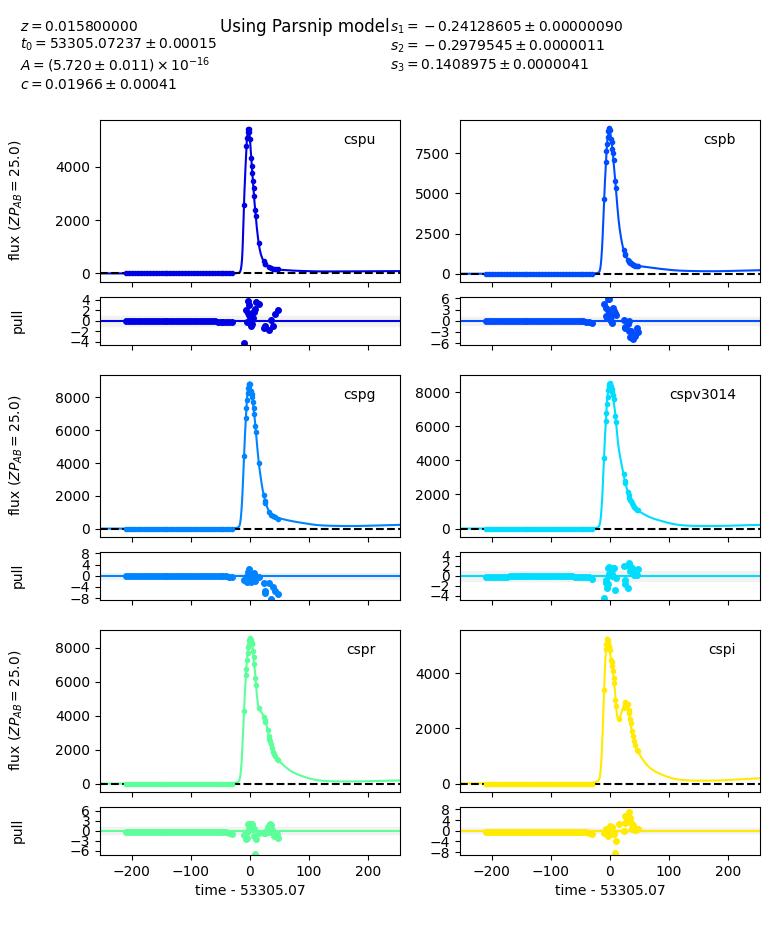 Using Parsnip model
z = 0.015800000
t₀ = 53305.07237 ± 0.00015
A = (5.720 ± 0.011) × 10⁻¹⁶
c = 0.01966 ± 0.00041
s₁ = −0.24128605 ± 0.00000090
s₂ = −0.2979545 ± 0.0000011
s₃ = 0.1408975 ± 0.0000041
cspu
4000
2000
0
flux (ZP_AB = 25.0)
4
2
0
−2
−4
pull
cspb
7500
5000
2500
0
6
3
0
−3
−6
cspg
8000
6000
4000
2000
0
flux (ZP_AB = 25.0)
8
4
0
−4
−8
pull
cspv3014
8000
6000
4000
2000
0
4
2
0
−2
−4
cspr
8000
6000
4000
2000
0
flux (ZP_AB = 25.0)
6
3
0
−3
−6
pull
−200 −100 0 100 200
time - 53305.07
cspi
4000
2000
0
8
4
0
−4
−8
−200 −100 0 100 200
time - 53305.07